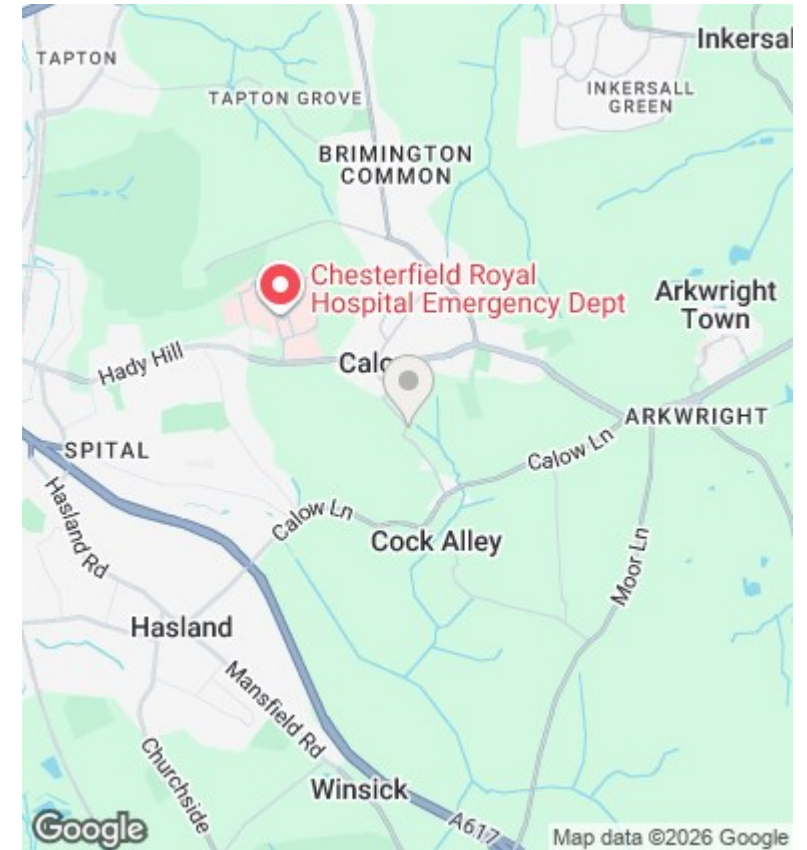 Inkersal
TAPTON
TAPTON GROVE
INKERSALL
GREEN
BRIMINGTON
COMMON
Chesterfield Royal
Hospital Emergency Dept
Arkwright
Town
Hady Hill
Calo
ARKWRIGHT
SPITAL
Calow Ln
Hasland Rd
Calow Ln
Cock Alley
Moor Ln
Hasland
Mansfield Rd
Churchside
Winsick
A617
Google
Map data ©2026 Google